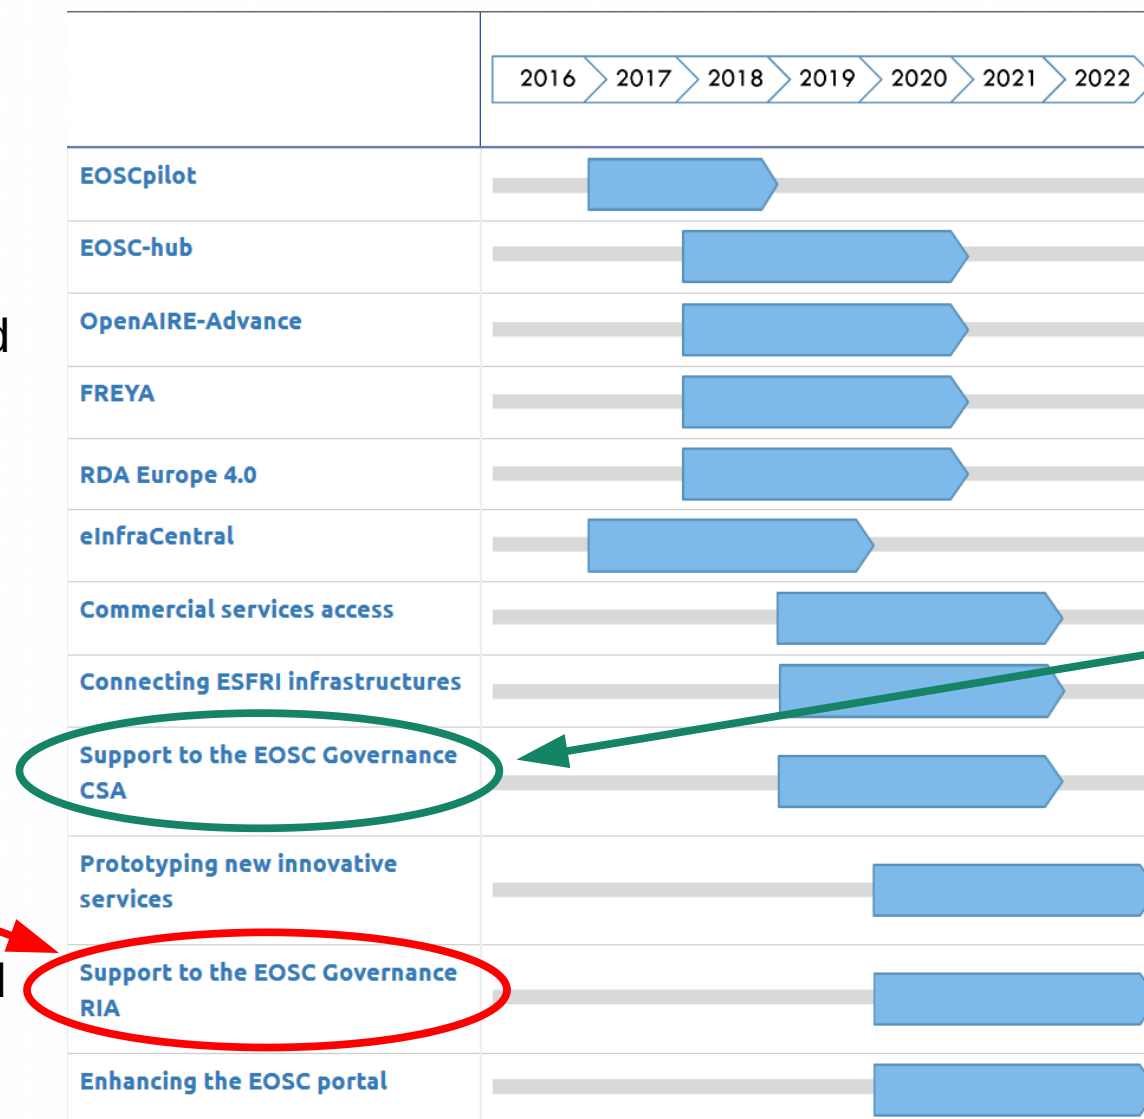 2016 2017 2018 2019 2020 2021 2022
EOSCpilot
EOSC-hub
OpenAIRE-Advance
FREYA
RDA Europe 4.0
eInfraCentral
Commercial services access
Connecting ESFRI infrastructures
Support to the EOSC Governance
CSA
Prototyping new innovative
services
Support to the EOSC Governance
RIA
Enhancing the EOSC portal